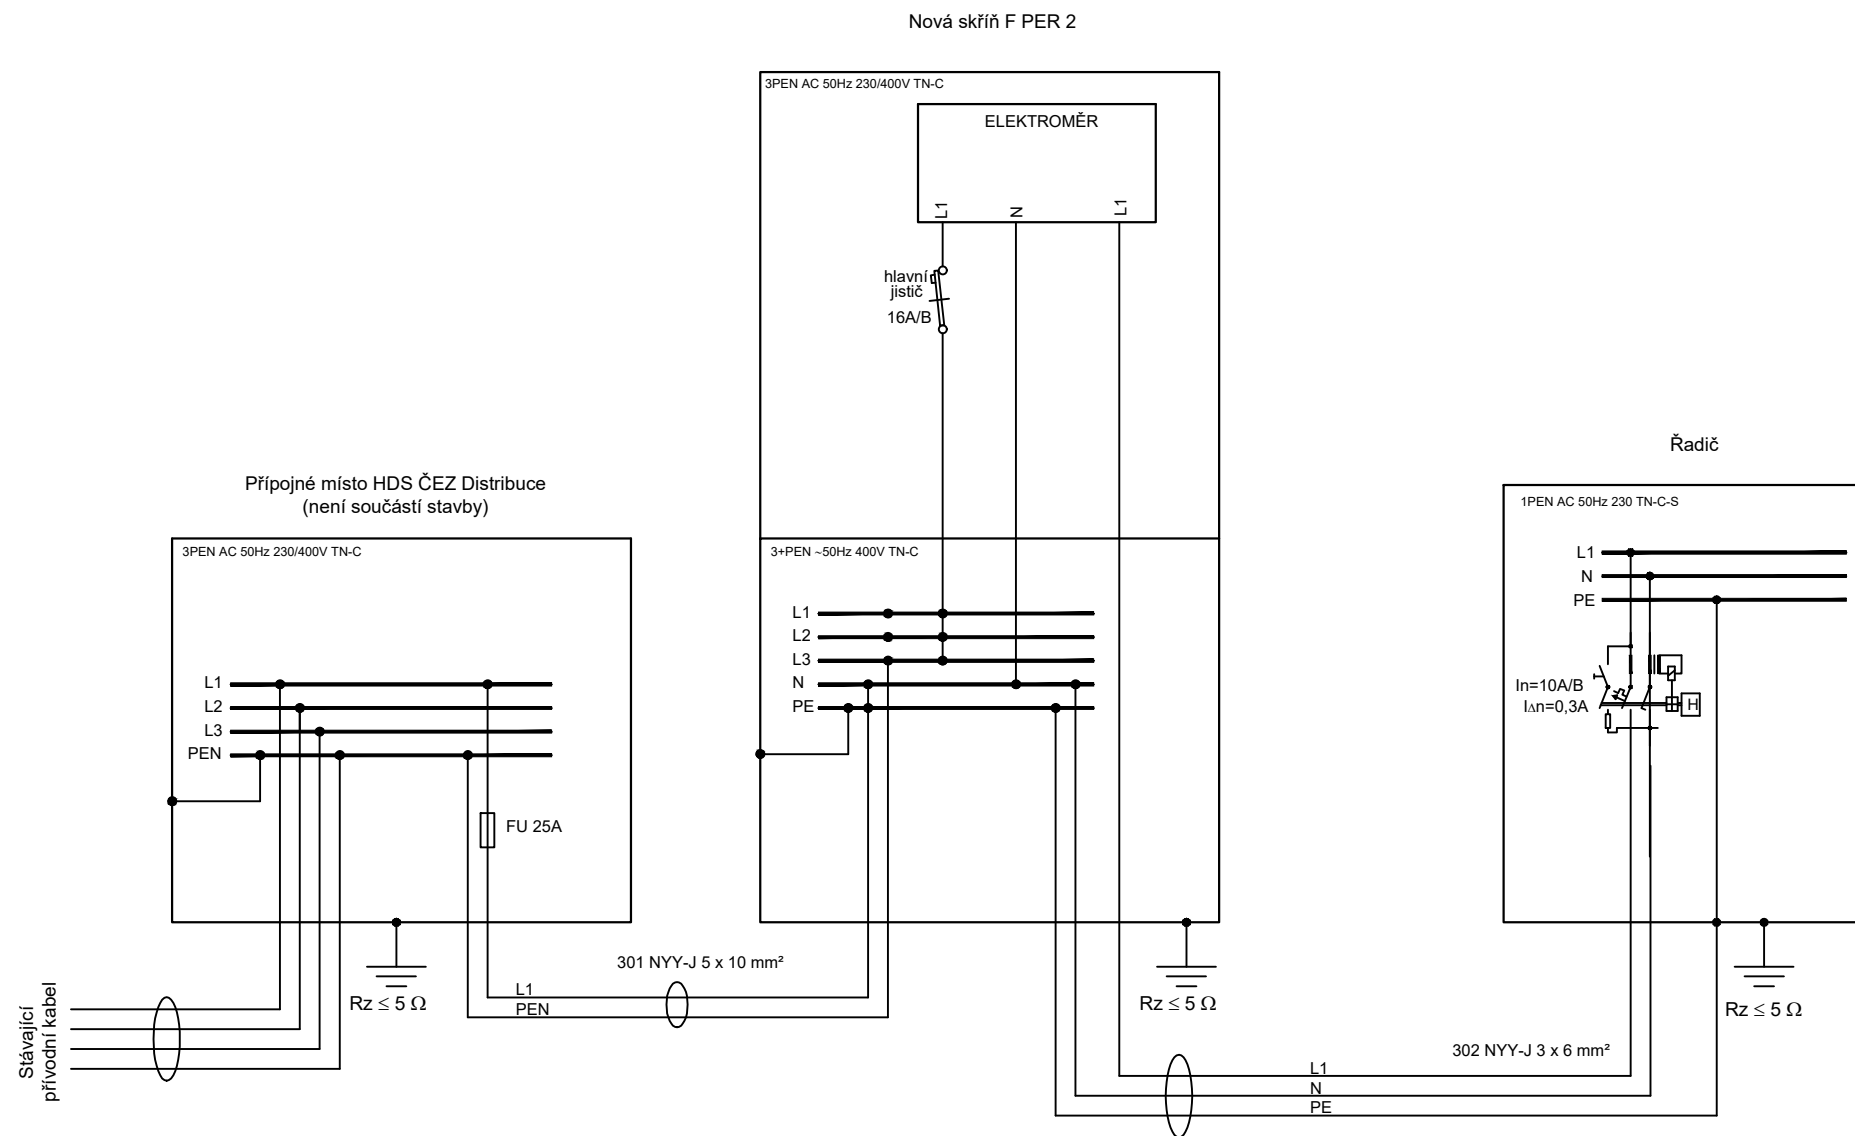 Nová skříň F PER 2
3PEN AC 50Hz 230/400V TN-C
ELEKTROMĚR
L1
N
L1
hlavní
jistič
16A/B
3+PEN ~50Hz 400V TN-C
L1
L2
L3
N
PE
Rz ≤ 5 Ω
Přípojné místo HDS ČEZ Distribuce
(není součástí stavby)
3PEN AC 50Hz 230/400V TN-C
L1
L2
L3
PEN
FU 25A
Rz ≤ 5 Ω
Stávající
přívodní kabel
301 NYY-J 5 x 10 mm²
L1
PEN
Řadič
1PEN AC 50Hz 230 TN-C-S
L1
N
PE
In=10A/B
I∆n=0,3A
H
Rz ≤ 5 Ω
302 NYY-J 3 x 6 mm²
L1
N
PE